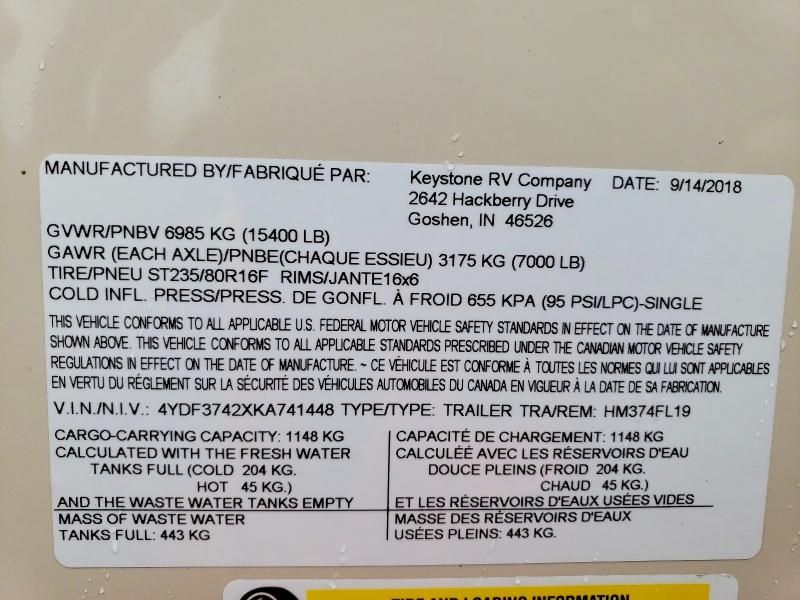 MANUFACTURED BY/FABRIQUÉ PAR: Keystone RV Company DATE: 9/14/2018
2642 Hackberry Drive
Goshen, IN 46526
GVWR/PNBV 6985 KG (15400 LB)
GAWR (EACH AXLE)/PNBE(CHAQUE ESSIEU) 3175 KG (7000 LB)
TIRE/PNEU ST235/80R16F RIMS/JANTE16x6
COLD INFL. PRESS/PRESS. DE GONFL. À FROID 655 KPA (95 PSI/LPC)-SINGLE
THIS VEHICLE CONFORMS TO ALL APPLICABLE U.S. FEDERAL MOTOR VEHICLE SAFETY STANDARDS IN EFFECT ON THE DATE OF MANUFACTURE
SHOWN ABOVE. THIS VEHICLE CONFORMS TO ALL APPLICABLE STANDARDS PRESCRIBED UNDER THE CANADIAN MOTOR VEHICLE SAFETY
REGULATIONS IN EFFECT ON THE DATE OF MANUFACTURE. ~ CE VÉHICULE EST CONFORME À TOUTES LES NORMES QUI LUI SONT APPLICABLES
EN VERTU DU RÉGLEMENT SUR LA SÉCURITÉ DES VÉHICULES AUTOMOBILES DU CANADA EN VIGUEUR À LA DATE DE SA FABRICATION.
V.I.N./N.I.V.: 4YDF3742XKA741448 TYPE/TYPE: TRAILER TRA/REM: HM374FL19
CARGO-CARRYING CAPACITY: 1148 KG
CALCULATED WITH THE FRESH WATER
TANKS FULL (COLD 204 KG.
HOT 45 KG.)
AND THE WASTE WATER TANKS EMPTY
MASS OF WASTE WATER
TANKS FULL: 443 KG
CAPACITÉ DE CHARGEMENT: 1148 KG
CALCULÉE AVEC LES RÉSERVOIRS D'EAU
DOUCE PLEINS (FROID 204 KG.
CHAUD 45 KG.)
ET LES RÉSERVOIRS D'EAUX USÉES VIDES
MASSE DES RÉSERVOIRS D'EAUX
USÉES PLEINS: 443 KG.
TIRE AND LOADING INFORMATION